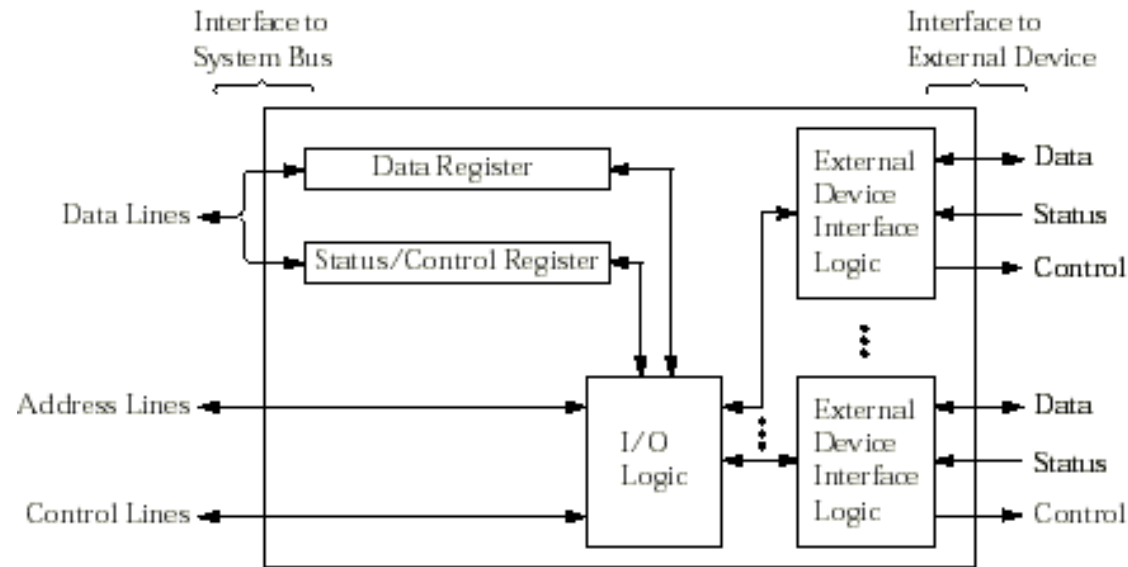 Interface to
System Bus
Interface to
External Device
Data Register
Data Lines
Status/Control Register
External
Device
Interface
Logic
Data
Status
Control
Address Lines
Control Lines
I/O
Logic
External
Device
Interface
Logic
Data
Status
Control